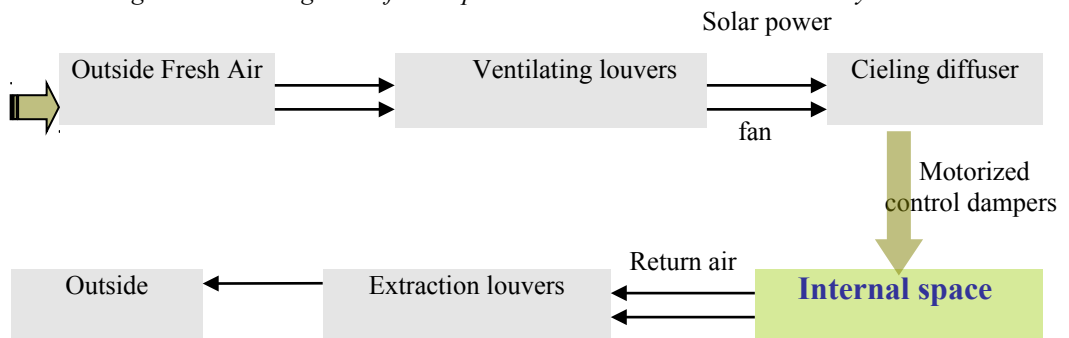 Solar power
Outside Fresh Air
Ventilating louvers
Cieling diffuser
fan
Motorized
control dampers
Return air
Outside
Extraction louvers
Internal space